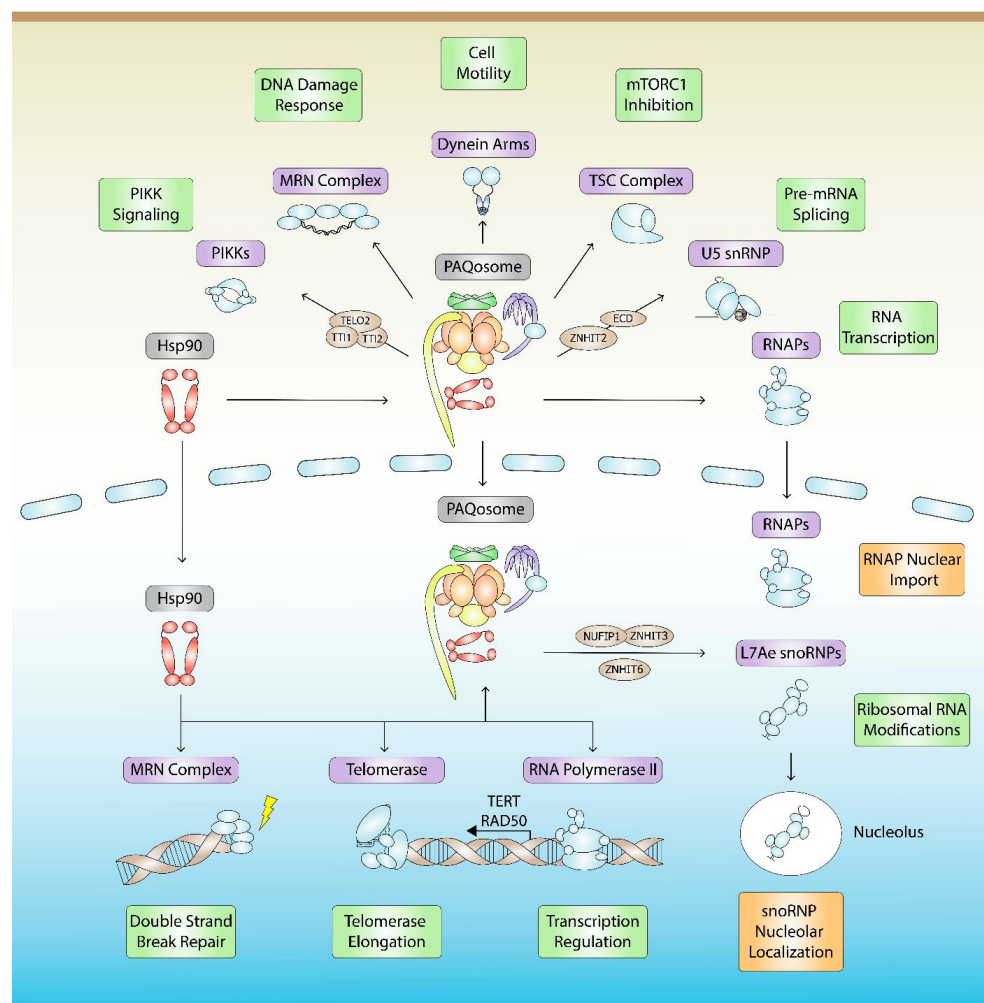 Cell
Motility
DNA Damage
Response
mTORC1
Inhibition
Dynein Arms
MRN Complex
TSC Complex
PIKK
Signaling
Pre-mRNA
Splicing
PIKKs
PAQosome
U5 snRNP
TELO2
TTI1
TTI2
ECD
ZNHIT2
RNA
Transcription
Hsp90
RNAPs
PAQosome
RNAPs
RNAP Nuclear
Import
Hsp90
NUFIP1
ZNHIT3
ZNHIT6
L7Ae snoRNPs
Ribosomal RNA
Modifications
MRN Complex
Telomerase
RNA Polymerase II
TERT
RAD50
Nucleolus
Double Strand
Break Repair
Telomerase
Elongation
Transcription
Regulation
snoRNP
Nucleolar
Localization